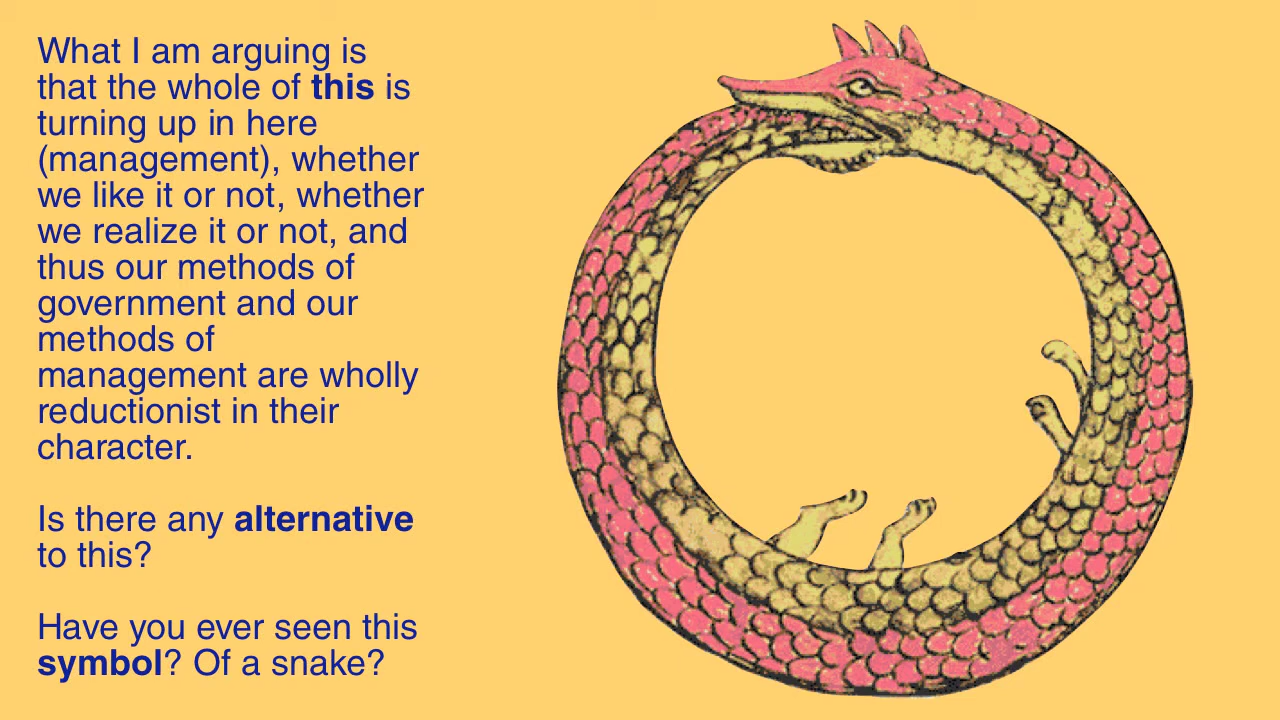 What I am arguing is
that the whole of this is
turning up in here
(management), whether
we like it or not, whether
we realize it or not, and
thus our methods of
government and our
methods of
management are wholly
reductionist in their
character.
Is there any alternative
to this?
Have you ever seen this
symbol? Of a snake?